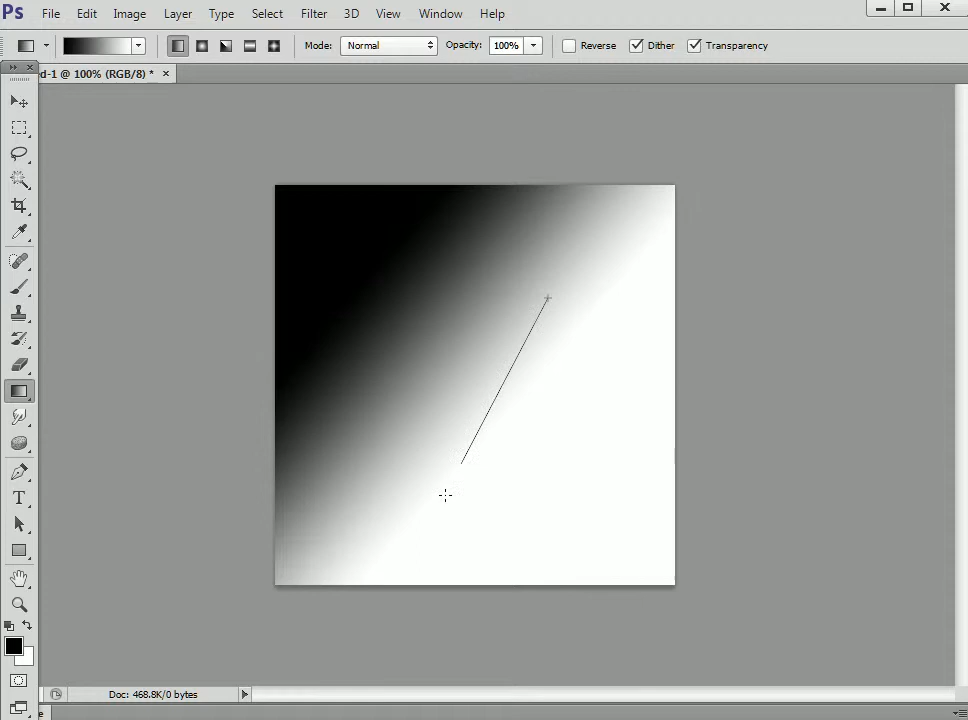 Ps File Edit Image Layer Type Select Filter 3D View Window Help
Mode: Normal Opacity: 100% Reverse Dither Transparency
d-1 @ 100% (RGB/8) * ×
T
Doc: 468.8K/0 bytes
e